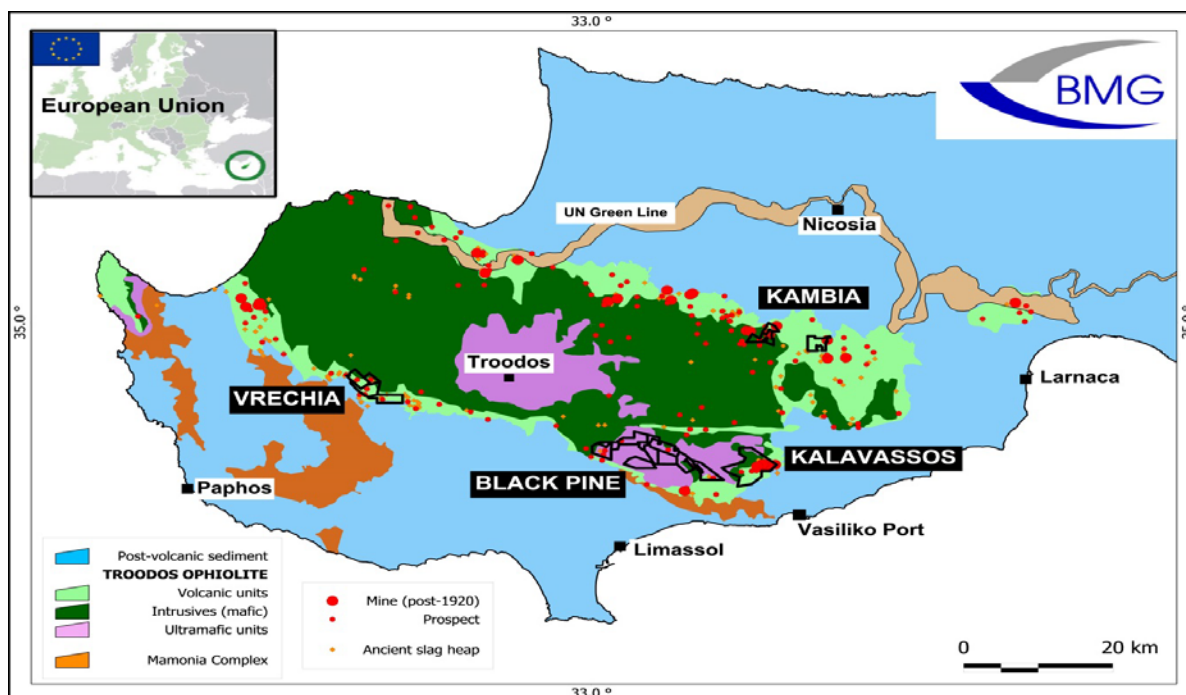 33.0 º
European Union
BMG
UN Green Line
Nicosia
KAMBIA
35.0 º
Troodos
Larnaca
VRECHIA
KALAVASSOS
BLACK PINE
Paphos
Vasiliko Port
Limassol
Post-volcanic sediment
TROODOS OPHIOLITE
Volcanic units
Intrusives (mafic)
Ultramafic units
Mamonia Complex
Mine (post-1920)
Prospect
Ancient slag heap
0 20 km
33.0 º